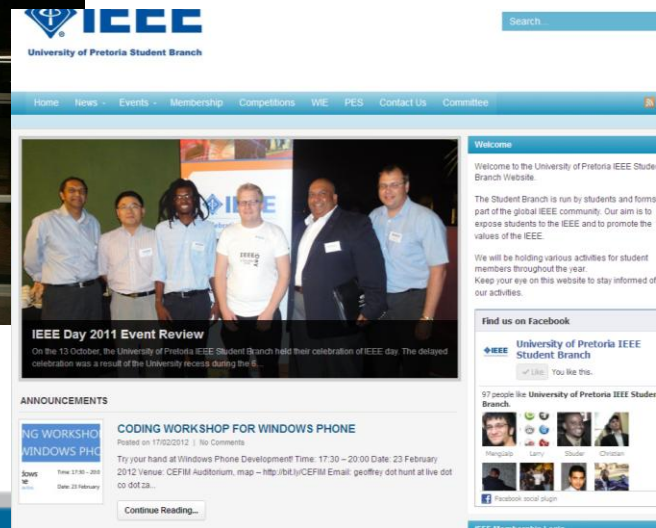 IEEE
University of Pretoria Student Branch
Search...
Home News Events Membership Competitions WIE PES Contact Us Committee
IEEE Day 2011 Event Review
On the 13 October, the University of Pretoria IEEE Student Branch held their celebration of IEEE day. The delayed
celebration was a result of the University recess during the 6...
Welcome
Welcome to the University of Pretoria IEEE Stude
Branch Website.
The Student Branch is run by students and forms
part of the global IEEE community. Our aim is to
expose students to the IEEE and to promote the
values of the IEEE.
We will be holding various activities for student
members throughout the year.
Keep your eye on this website to stay informed of
our activities.
Find us on Facebook
IEEE
University of Pretoria IEEE
Student Branch
Like You like this.
97 people like University of Pretoria IEEE Studen
Branch.
Larry Studer Christian
Facebook social plugin
ANNOUNCEMENTS
NG WORKSHO
WINDOWS PHO
Time: 17:30 - 20:0
Date: 23 February
CODING WORKSHOP FOR WINDOWS PHONE
Posted on 17/02/2012 | No Comments
Try your hand at Windows Phone Development! Time: 17:30 – 20:00 Date: 23 February
2012 Venue: CEFIM Auditorium, map – http://bit.ly/CEFIM Email: geoffrey dot hunt at live dot
co dot za...
Continue Reading...